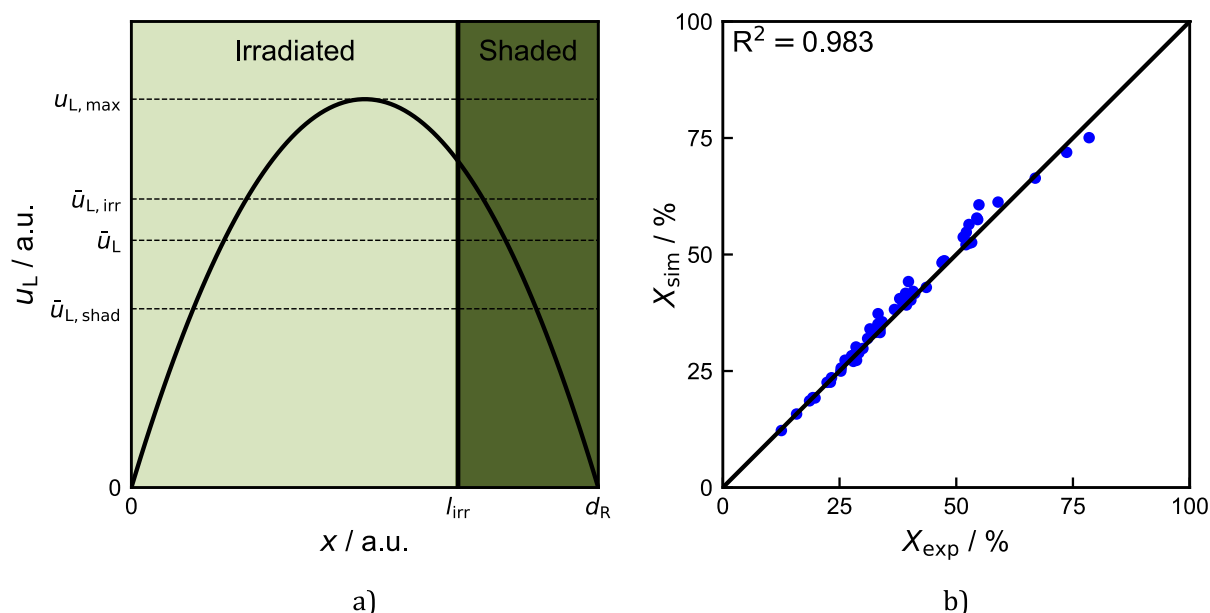 Irradiated
Shaded
u_L, max
ū_L, irr
ū_L
ū_L, shad
0
u_L / a.u.
0
l_irr
d_R
x / a.u.
a)
R² = 0.983
100
75
50
25
0
X_sim / %
0
25
50
75
100
X_exp / %
b)